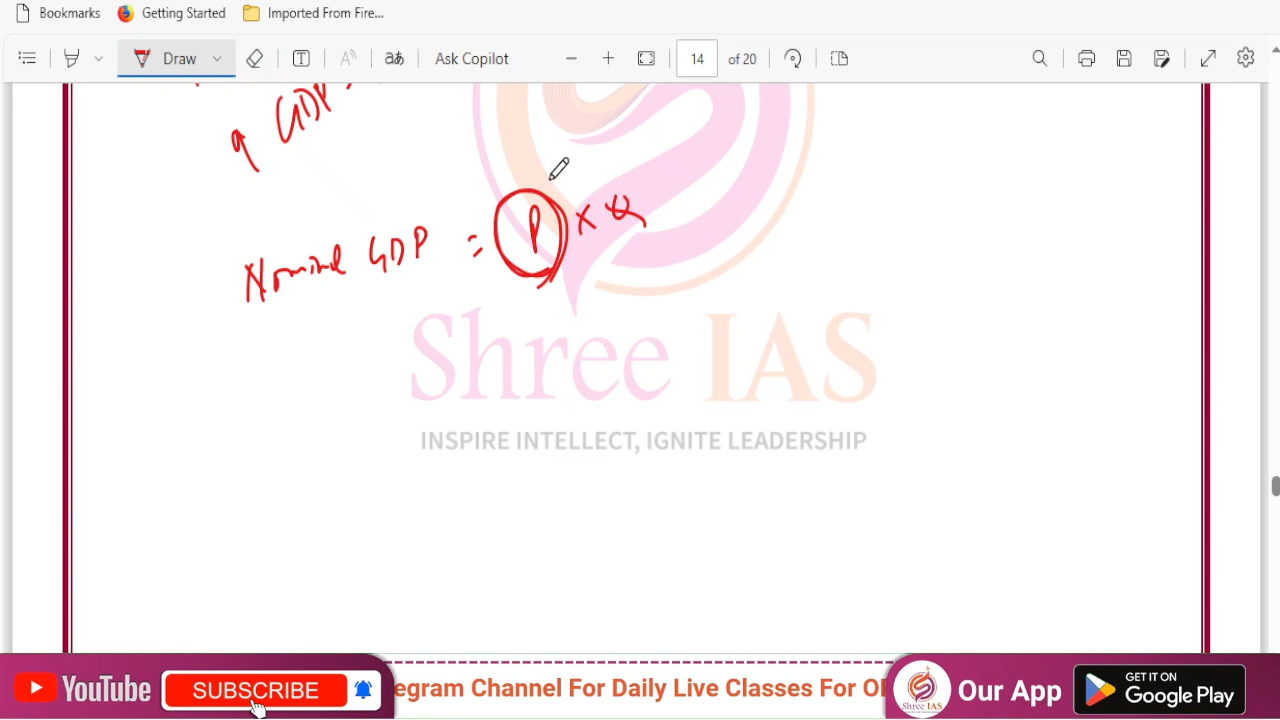 Bookmarks Getting Started Imported From Fire...
Draw T A aあ Ask Copilot 14 of 20
GDP
Nominal GDP = P × Q
Shree IAS
INSPIRE INTELLECT, IGNITE LEADERSHIP
YouTube SUBSCRIBE egram Channel For Daily Live Classes For Shree IAS Our App GET IT ON Google Play